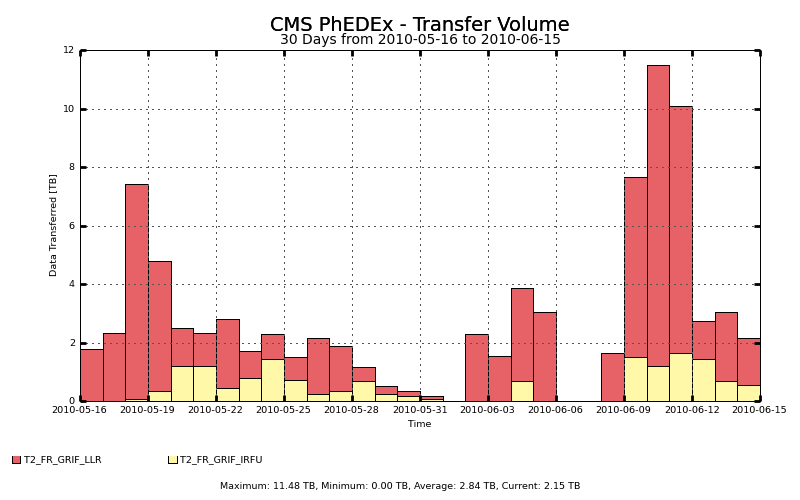 CMS PhEDEx - Transfer Volume
30 Days from 2010-05-16 to 2010-06-15
12
10
8
6
4
2
0
Data Transferred [TB]
2010-05-16 2010-05-19 2010-05-22 2010-05-25 2010-05-28 2010-05-31 2010-06-03 2010-06-06 2010-06-09 2010-06-12 2010-06-15
Time
T2_FR_GRIF_LLR T2_FR_GRIF_IRFU
Maximum: 11.48 TB, Minimum: 0.00 TB, Average: 2.84 TB, Current: 2.15 TB